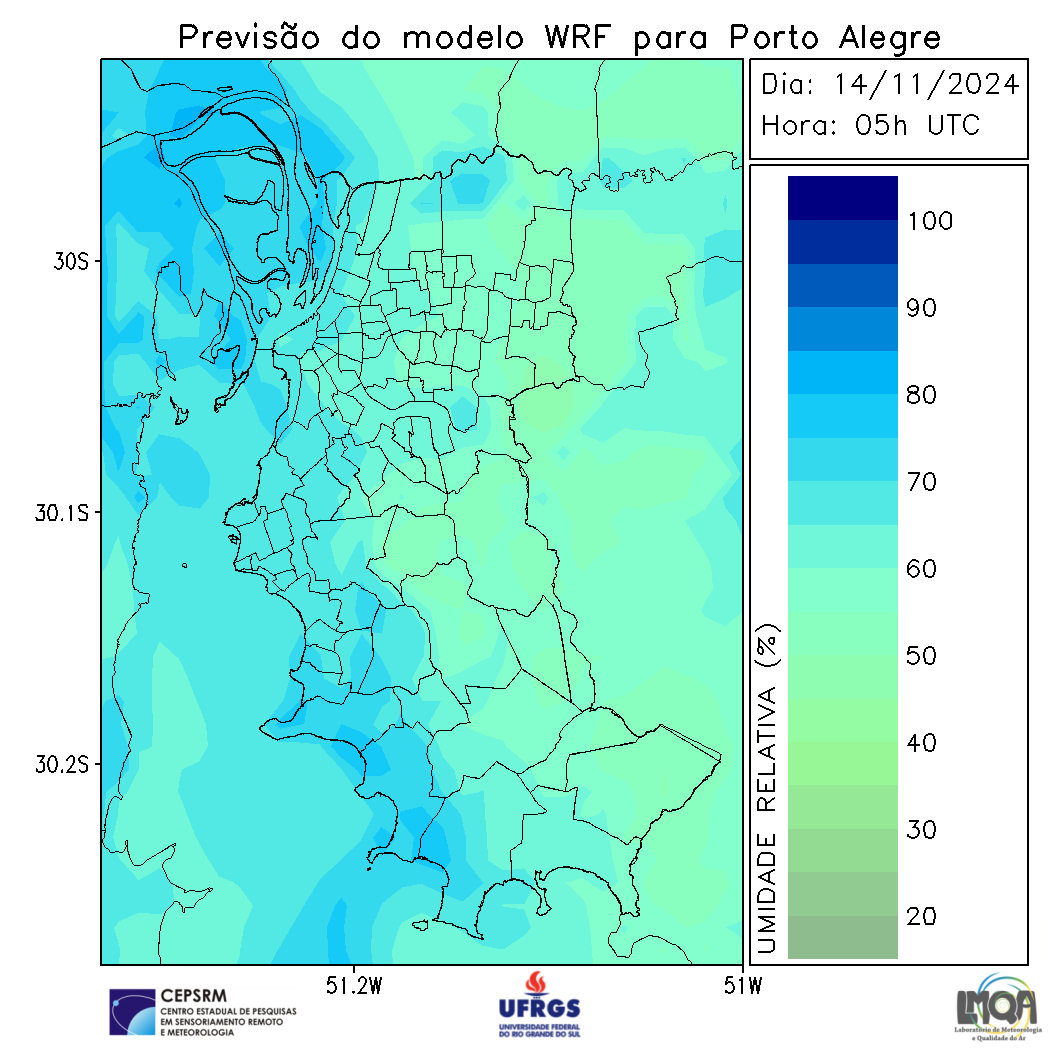 Previsão do modelo WRF para Porto Alegre
Dia: 14/11/2024
Hora: 05h UTC
30S
30.1S
30.2S
51.2W
51W
100
90
80
70
60
50
40
30
20
UMIDADE RELATIVA (%)
CEPSRM
CENTRO ESTADUAL DE PESQUISAS
EM SENSORIAMENTO REMOTO
E METEOROLOGIA
UFRGS
UNIVERSIDADE FEDERAL
DO RIO GRANDE DO SUL
LMQA
Laboratório de Meteorologia
e Qualidade do Ar